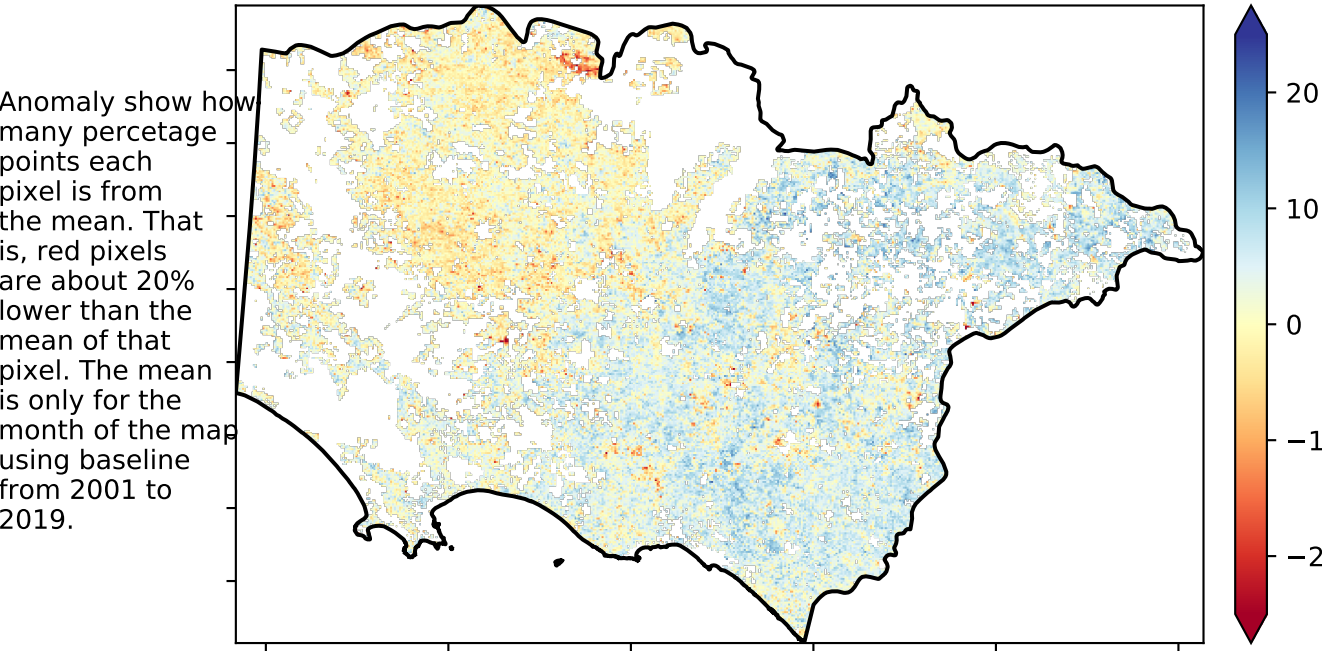 Anomaly show how
many percetage
points each
pixel is from
the mean. That
is, red pixels
are about 20%
lower than the
mean of that
pixel. The mean
is only for the
month of the map
using baseline
from 2001 to
2019.
20
10
0
−1
−2